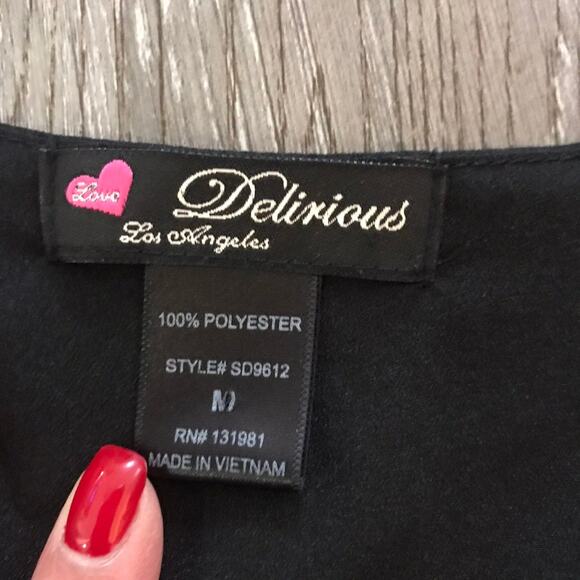 Love
Delirious
Los Angeles
100% POLYESTER
STYLE# SD9612
M
RN# 131981
MADE IN VIETNAM